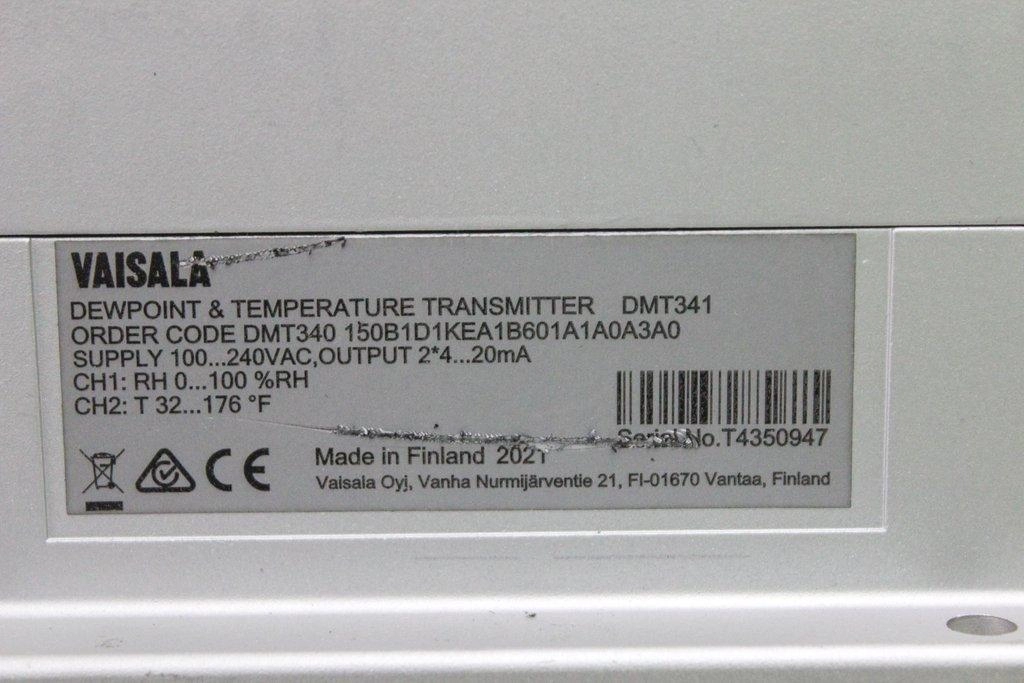 VAISALA
DEWPOINT & TEMPERATURE TRANSMITTER DMT341
ORDER CODE DMT340 150B1D1KEA1B601A1A0A3A0
SUPPLY 100...240VAC,OUTPUT 2*4...20mA
CH1: RH 0...100 %RH
CH2: T 32...176 °F
Serial No.T4350947
CE
Made in Finland 2021
Vaisala Oyj, Vanha Nurmijärventie 21, FI-01670 Vantaa, Finland